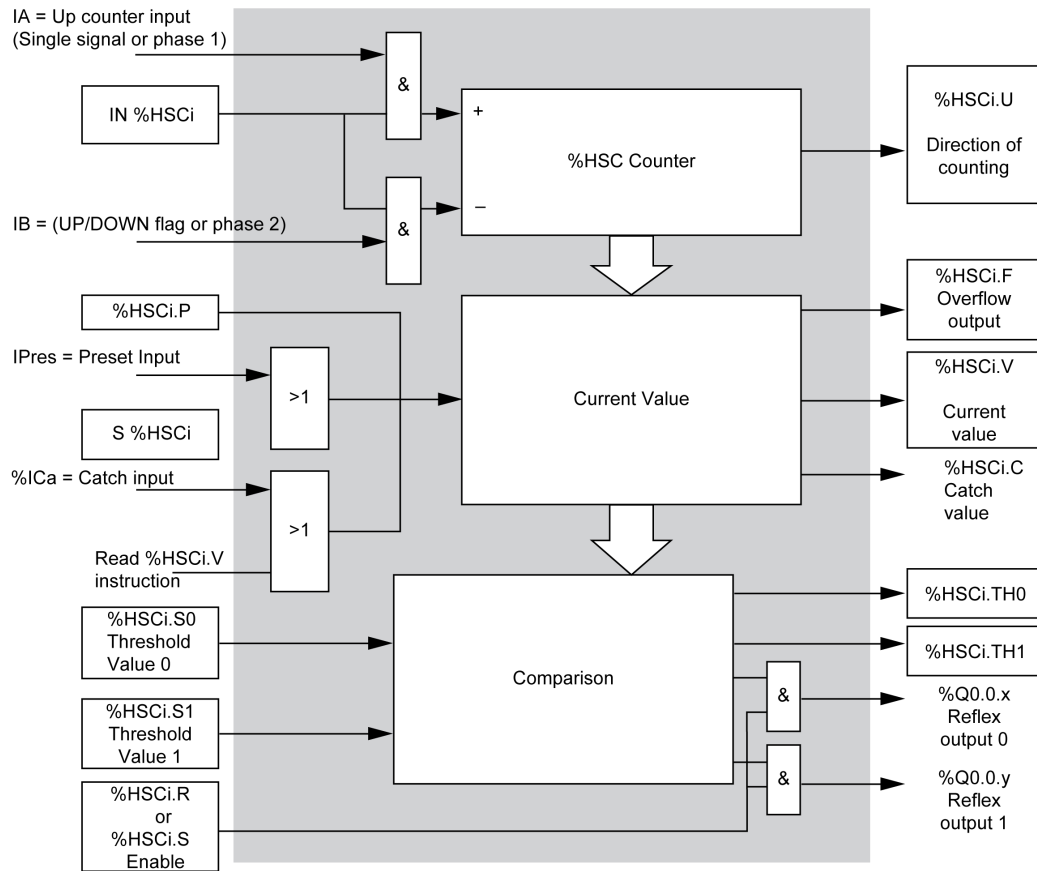 IA = Up counter input
(Single signal or phase 1)
IN %HSCi
IB = (UP/DOWN flag or phase 2)
&
&
+
%HSC Counter
–
%HSCi.U
Direction of
counting
%HSCi.P
IPres = Preset Input
S %HSCi
>1
Current Value
%HSCi.F
Overflow
output
%HSCi.V
Current
value
%HSCi.C
Catch
value
%ICa = Catch input
>1
Read %HSCi.V
instruction
%HSCi.S0
Threshold
Value 0
%HSCi.S1
Threshold
Value 1
%HSCi.R
or
%HSCi.S
Enable
Comparison
&
&
%HSCi.TH0
%HSCi.TH1
%Q0.0.x
Reflex
output 0
%Q0.0.y
Reflex
output 1